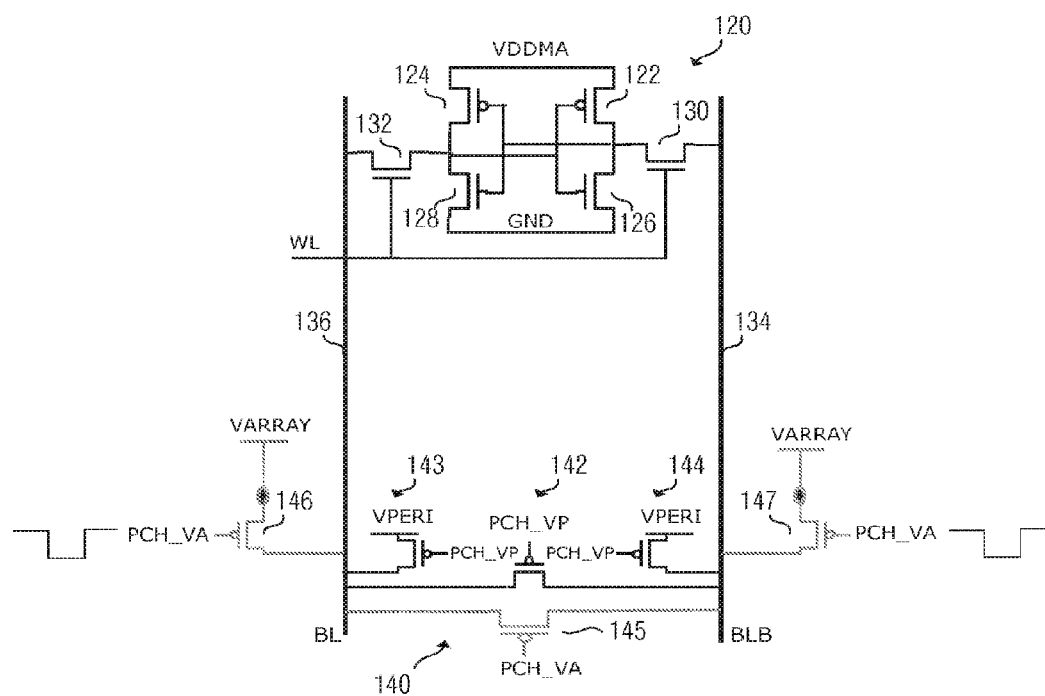 120
VDDMA
124
122
132
130
128
GND
126
WL
136
134
VARRAY
VARRAY
143
142
144
146
VPERI
PCH_VP
VPERI
147
PCH_VA
PCH_VP
PCH_VP
PCH_VA
BL
145
BLB
140
PCH_VA